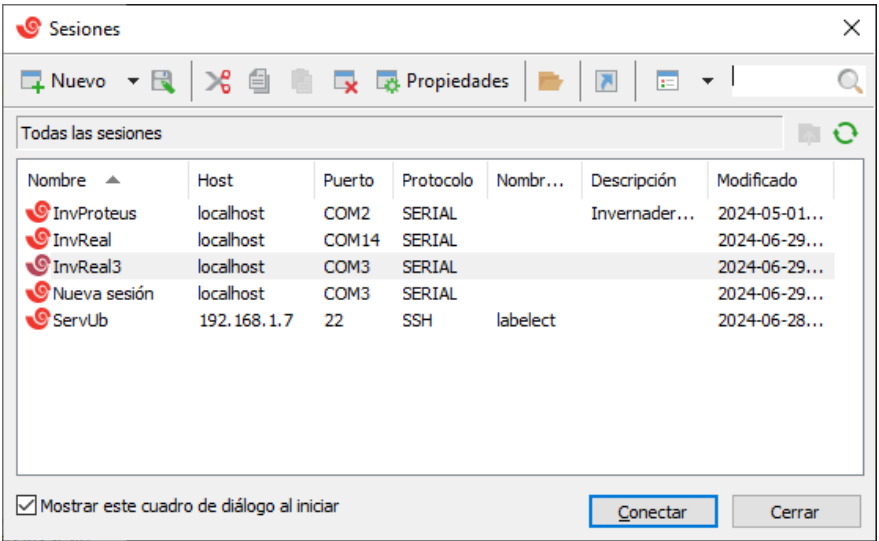 Sesiones
Nuevo Propiedades
Todas las sesiones
Nombre Host Puerto Protocolo Nombr... Descripción Modificado
InvProteus localhost COM2 SERIAL Invernader... 2024-05-01...
InvReal localhost COM14 SERIAL 2024-06-29...
InvReal3 localhost COM3 SERIAL 2024-06-29...
Nueva sesión localhost COM3 SERIAL 2024-06-29...
ServUb 192.168.1.7 22 SSH labelect 2024-06-28...
Mostrar este cuadro de diálogo al iniciar Conectar Cerrar